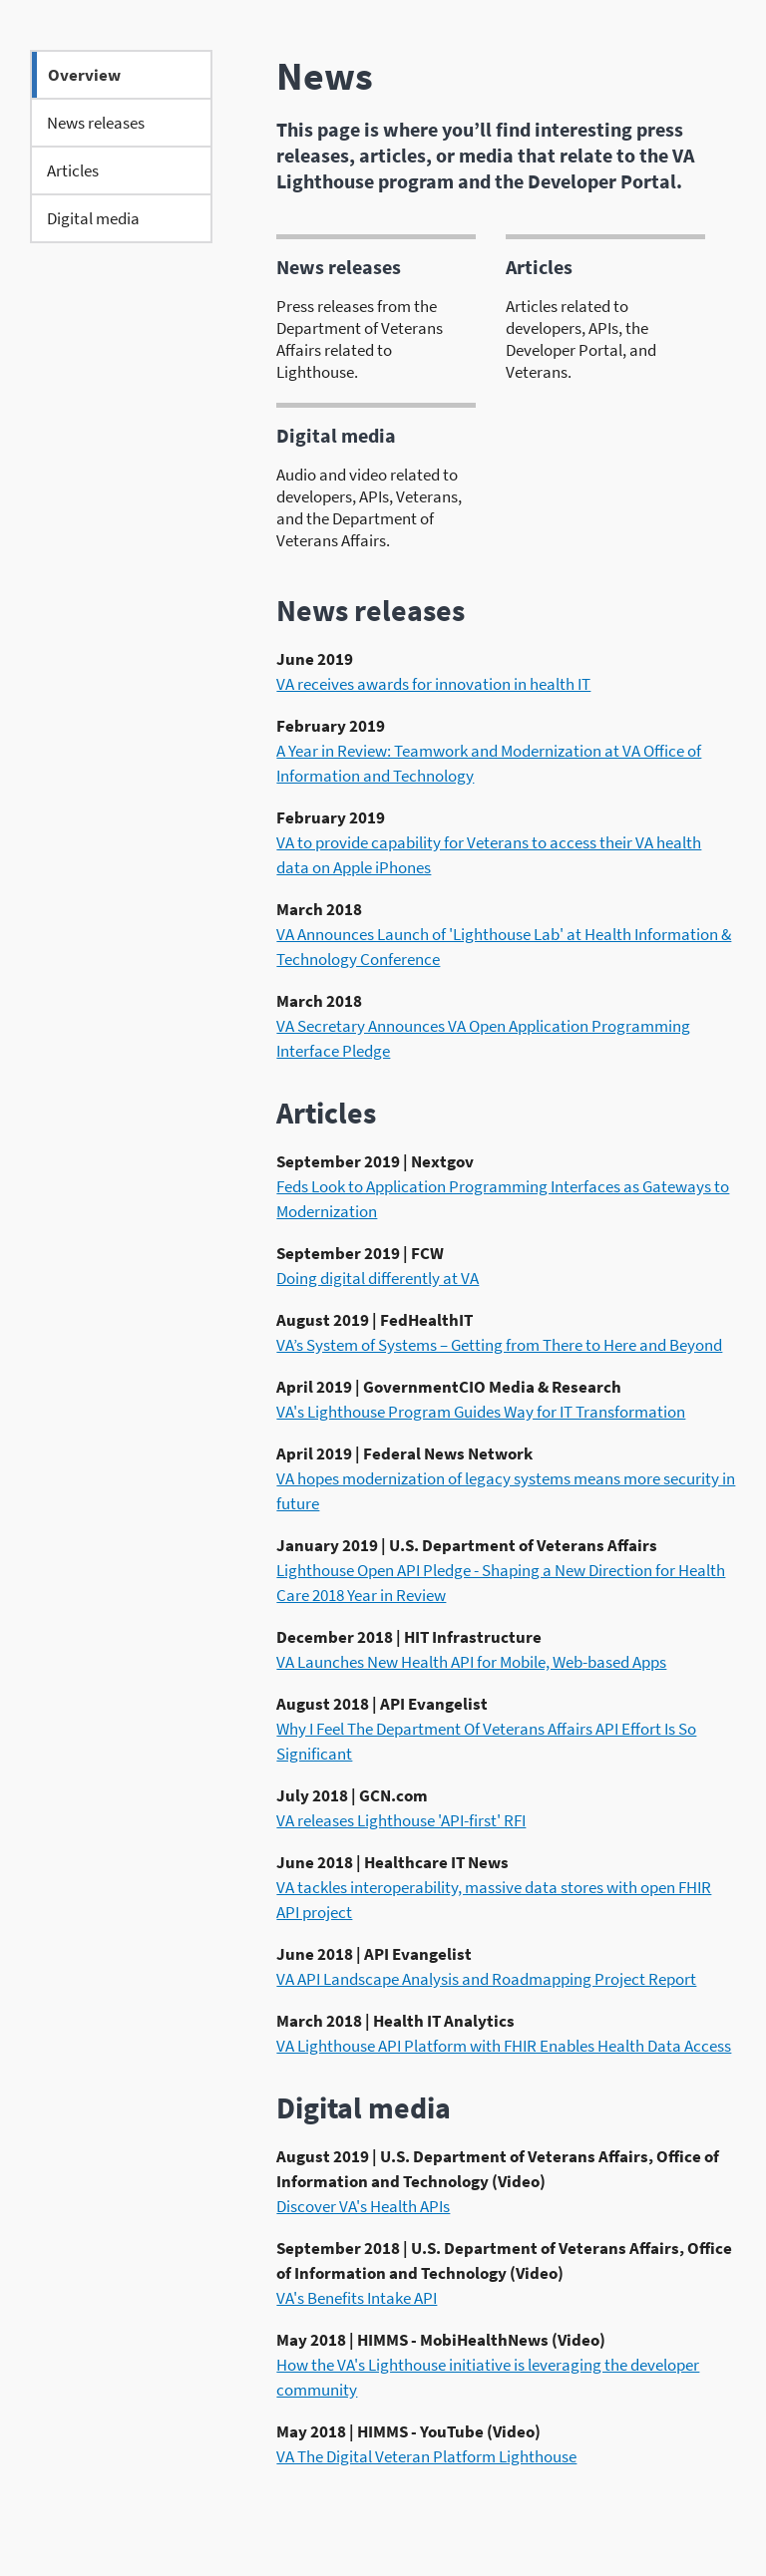 Overview
News releases
Articles
Digital media
News
This page is where you’ll find interesting press
releases, articles, or media that relate to the VA
Lighthouse program and the Developer Portal.
News releases
Press releases from the
Department of Veterans
Affairs related to
Lighthouse.
Articles
Articles related to
developers, APIs, the
Developer Portal, and
Veterans.
Digital media
Audio and video related to
developers, APIs, Veterans,
and the Department of
Veterans Affairs.
News releases
June 2019
VA receives awards for innovation in health IT
February 2019
A Year in Review: Teamwork and Modernization at VA Office of
Information and Technology
February 2019
VA to provide capability for Veterans to access their VA health
data on Apple iPhones
March 2018
VA Announces Launch of 'Lighthouse Lab' at Health Information &
Technology Conference
March 2018
VA Secretary Announces VA Open Application Programming
Interface Pledge
Articles
September 2019 | Nextgov
Feds Look to Application Programming Interfaces as Gateways to
Modernization
September 2019 | FCW
Doing digital differently at VA
August 2019 | FedHealthIT
VA’s System of Systems – Getting from There to Here and Beyond
April 2019 | GovernmentCIO Media & Research
VA's Lighthouse Program Guides Way for IT Transformation
April 2019 | Federal News Network
VA hopes modernization of legacy systems means more security in
future
January 2019 | U.S. Department of Veterans Affairs
Lighthouse Open API Pledge - Shaping a New Direction for Health
Care 2018 Year in Review
December 2018 | HIT Infrastructure
VA Launches New Health API for Mobile, Web-based Apps
August 2018 | API Evangelist
Why I Feel The Department Of Veterans Affairs API Effort Is So
Significant
July 2018 | GCN.com
VA releases Lighthouse 'API-first' RFI
June 2018 | Healthcare IT News
VA tackles interoperability, massive data stores with open FHIR
API project
June 2018 | API Evangelist
VA API Landscape Analysis and Roadmapping Project Report
March 2018 | Health IT Analytics
VA Lighthouse API Platform with FHIR Enables Health Data Access
Digital media
August 2019 | U.S. Department of Veterans Affairs, Office of
Information and Technology (Video)
Discover VA's Health APIs
September 2018 | U.S. Department of Veterans Affairs, Office
of Information and Technology (Video)
VA's Benefits Intake API
May 2018 | HIMMS - MobiHealthNews (Video)
How the VA's Lighthouse initiative is leveraging the developer
community
May 2018 | HIMMS - YouTube (Video)
VA The Digital Veteran Platform Lighthouse